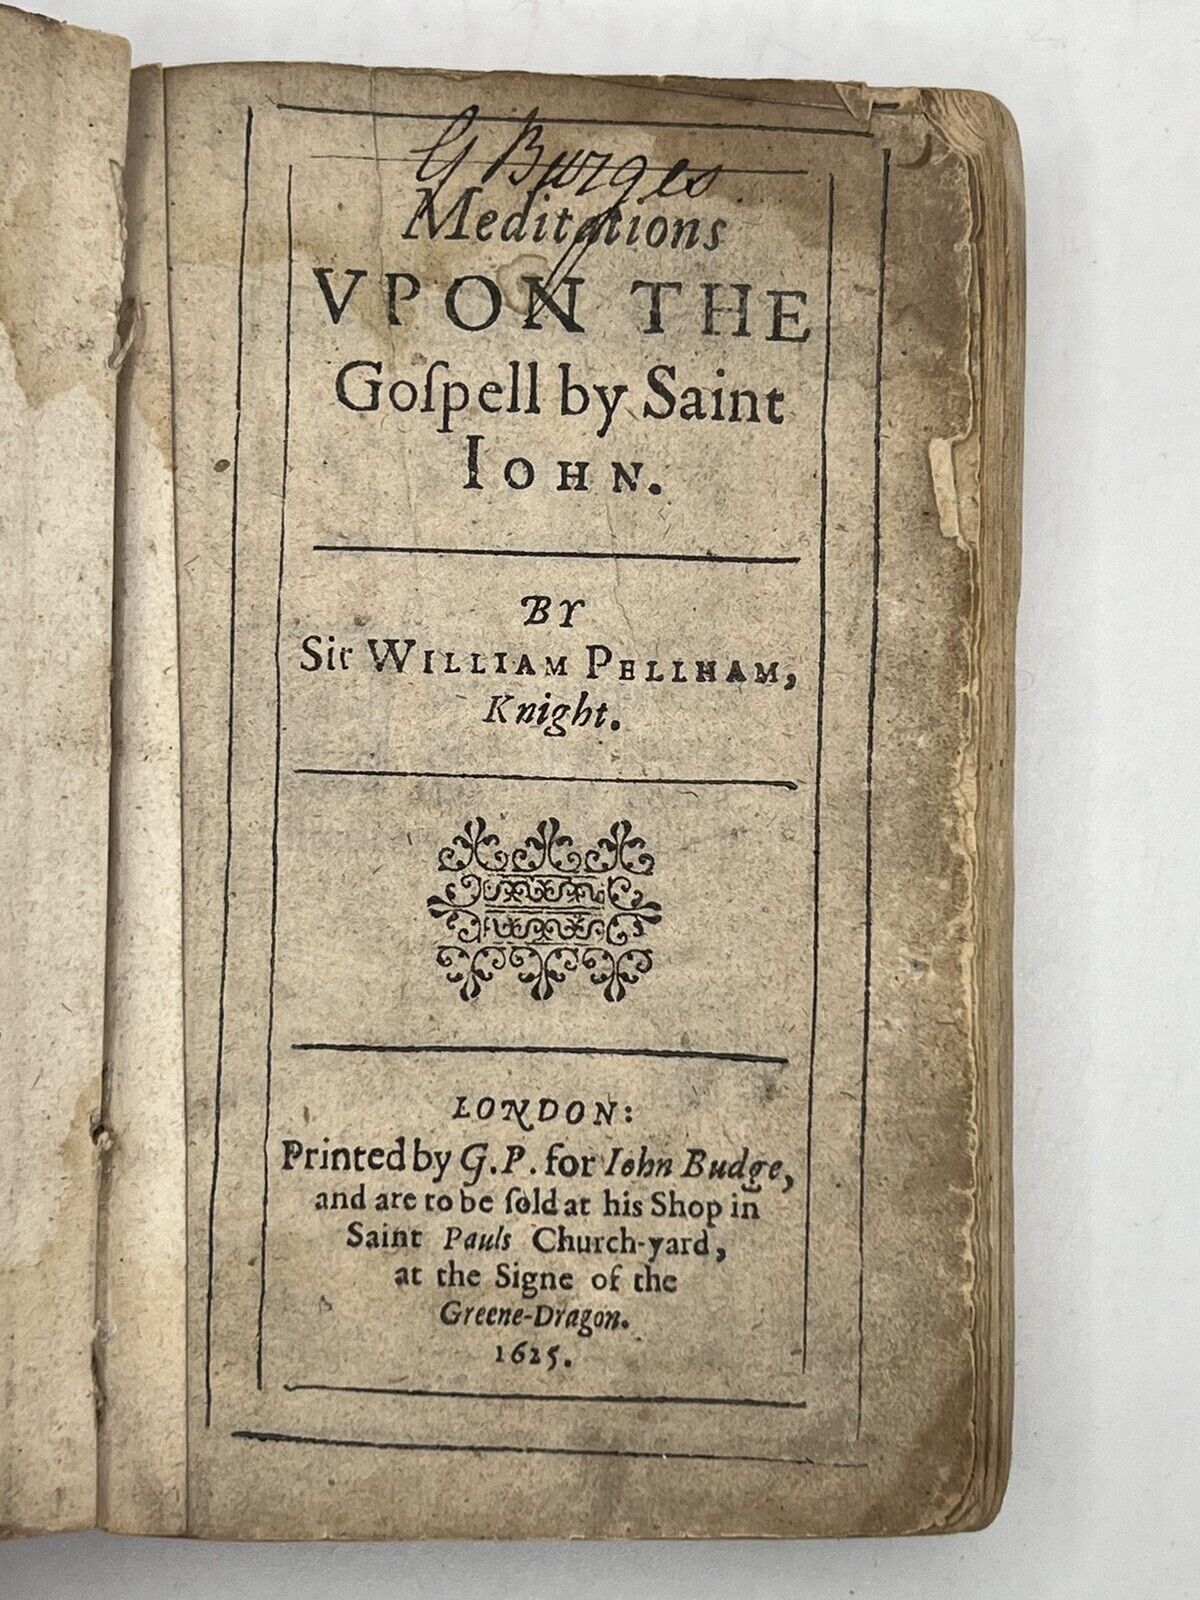 G Burges
Meditations
VPON THE
Goſpell by Saint
IOHN.
BY
Sir WILLIAM PELLHAM,
Knight.
LONDON:
Printed by G.P. for Iohn Budge,
and are to be ſold at his Shop in
Saint Pauls Church-yard,
at the Signe of the
Greene-Dragon.
1625.